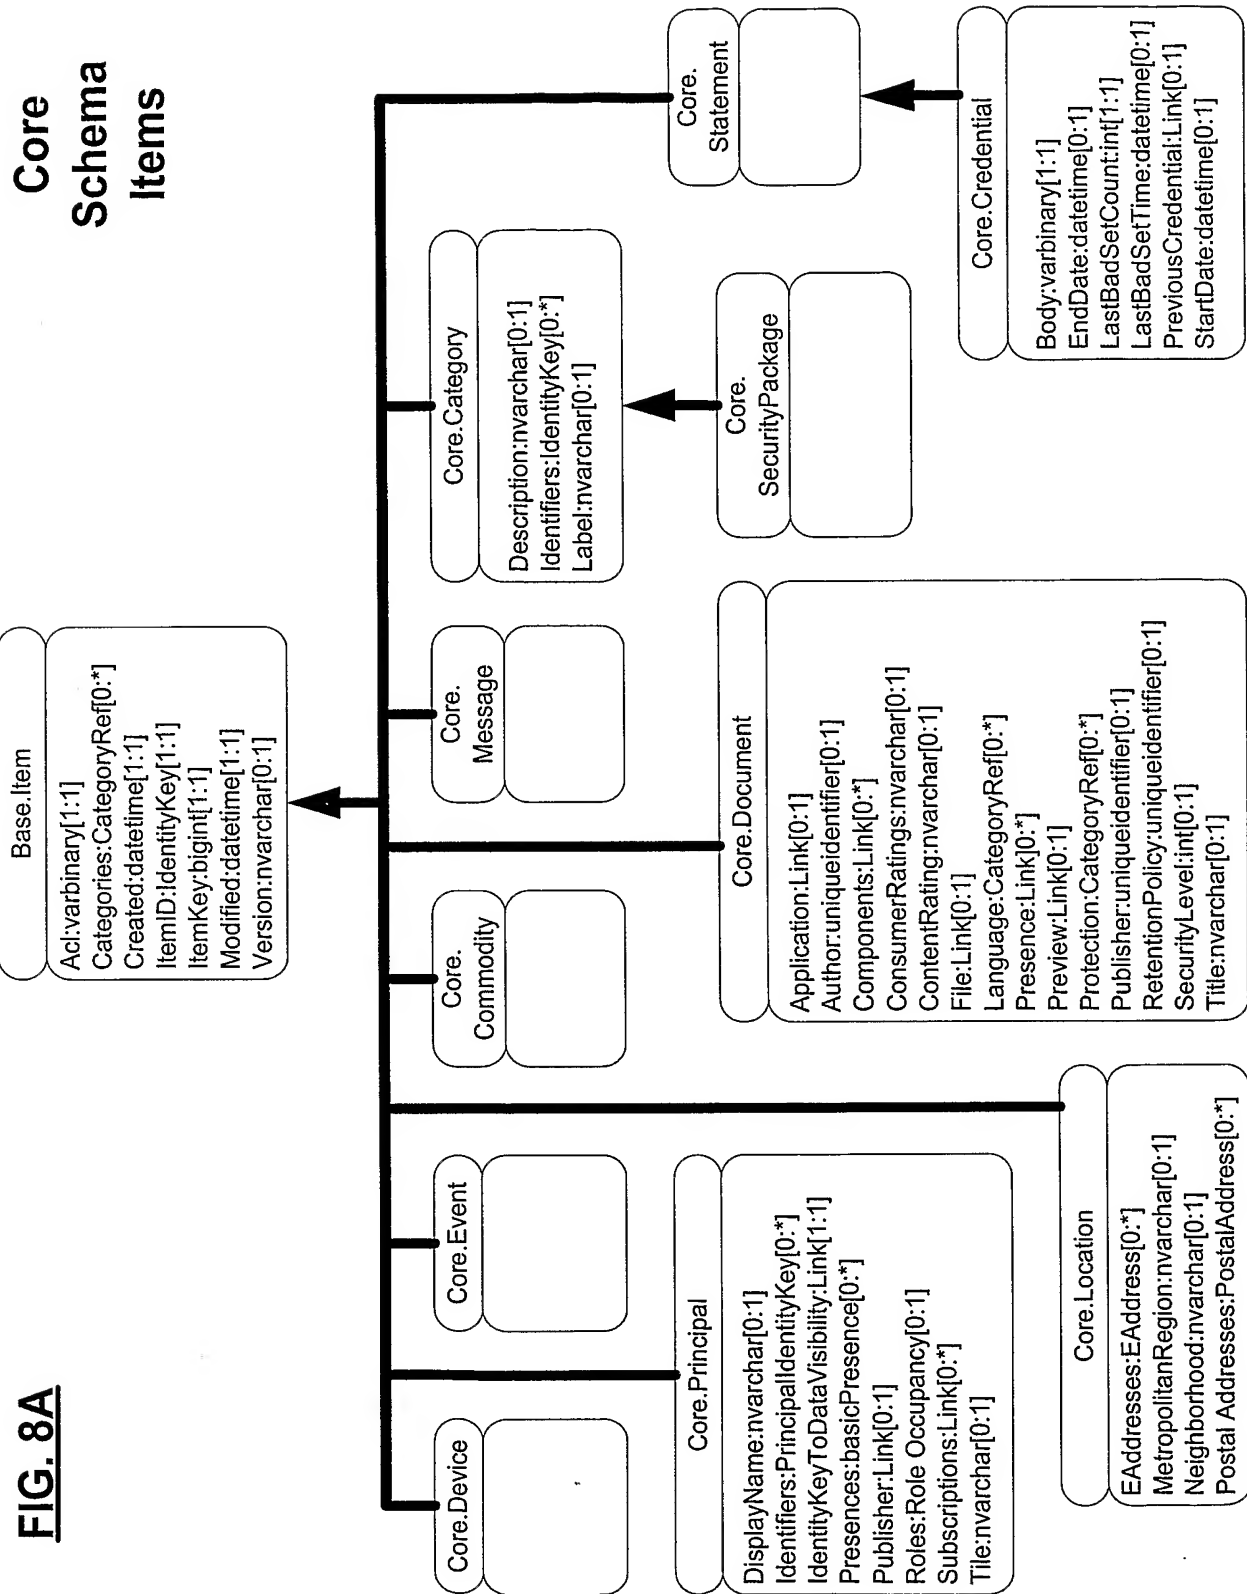 FIG. 8A
Core
Schema
Items
Base.Item
Acl:varbinary[1:1]
Categories:CategoryRef[0:*]
Created:datetime[1:1]
ItemID:IdentityKey[1:1]
ItemKey:bigint[1:1]
Modified:datetime[1:1]
Version:nvarchar[0:1]
Core.Device
Core.Event
Core.
Commodity
Core.
Message
Core.Category
Description:nvarchar[0:1]
Identifiers:IdentityKey[0:*]
Label:nvarchar[0:1]
Core.
Statement
Core.Principal
DisplayName:nvarchar[0:1]
Identifiers:PrincipalIdentityKey[0:*]
IdentityKeyToDataVisibility:Link[1:1]
Presences:basicPresence[0:*]
Publisher:Link[0:1]
Roles:Role Occupancy[0:1]
Subscriptions:Link[0:*]
Tile:nvarchar[0:1]
Core.Document
Application:Link[0:1]
Author:uniqueidentifier[0:1]
Components:Link[0:*]
ConsumerRatings:nvarchar[0:1]
ContentRating:nvarchar[0:1]
File:Link[0:1]
Language:CategoryRef[0:*]
Presence:Link[0:*]
Preview:Link[0:1]
Protection:CategoryRef[0:*]
Publisher:uniqueidentifier[0:1]
RetentionPolicy:uniqueidentifier[0:1]
SecurityLevel:int[0:1]
Title:nvarchar[0:1]
Core.
SecurityPackage
Core.Credential
Body:varbinary[1:1]
EndDate:datetime[0:1]
LastBadSetCount:int[1:1]
LastBadSetTime:datetime[0:1]
PreviousCredential:Link[0:1]
StartDate:datetime[0:1]
Core.Location
EAddresses:EAddress[0:*]
MetropolitanRegion:nvarchar[0:1]
Neighborhood:nvarchar[0:1]
Postal Addresses:PostalAddress[0:*]